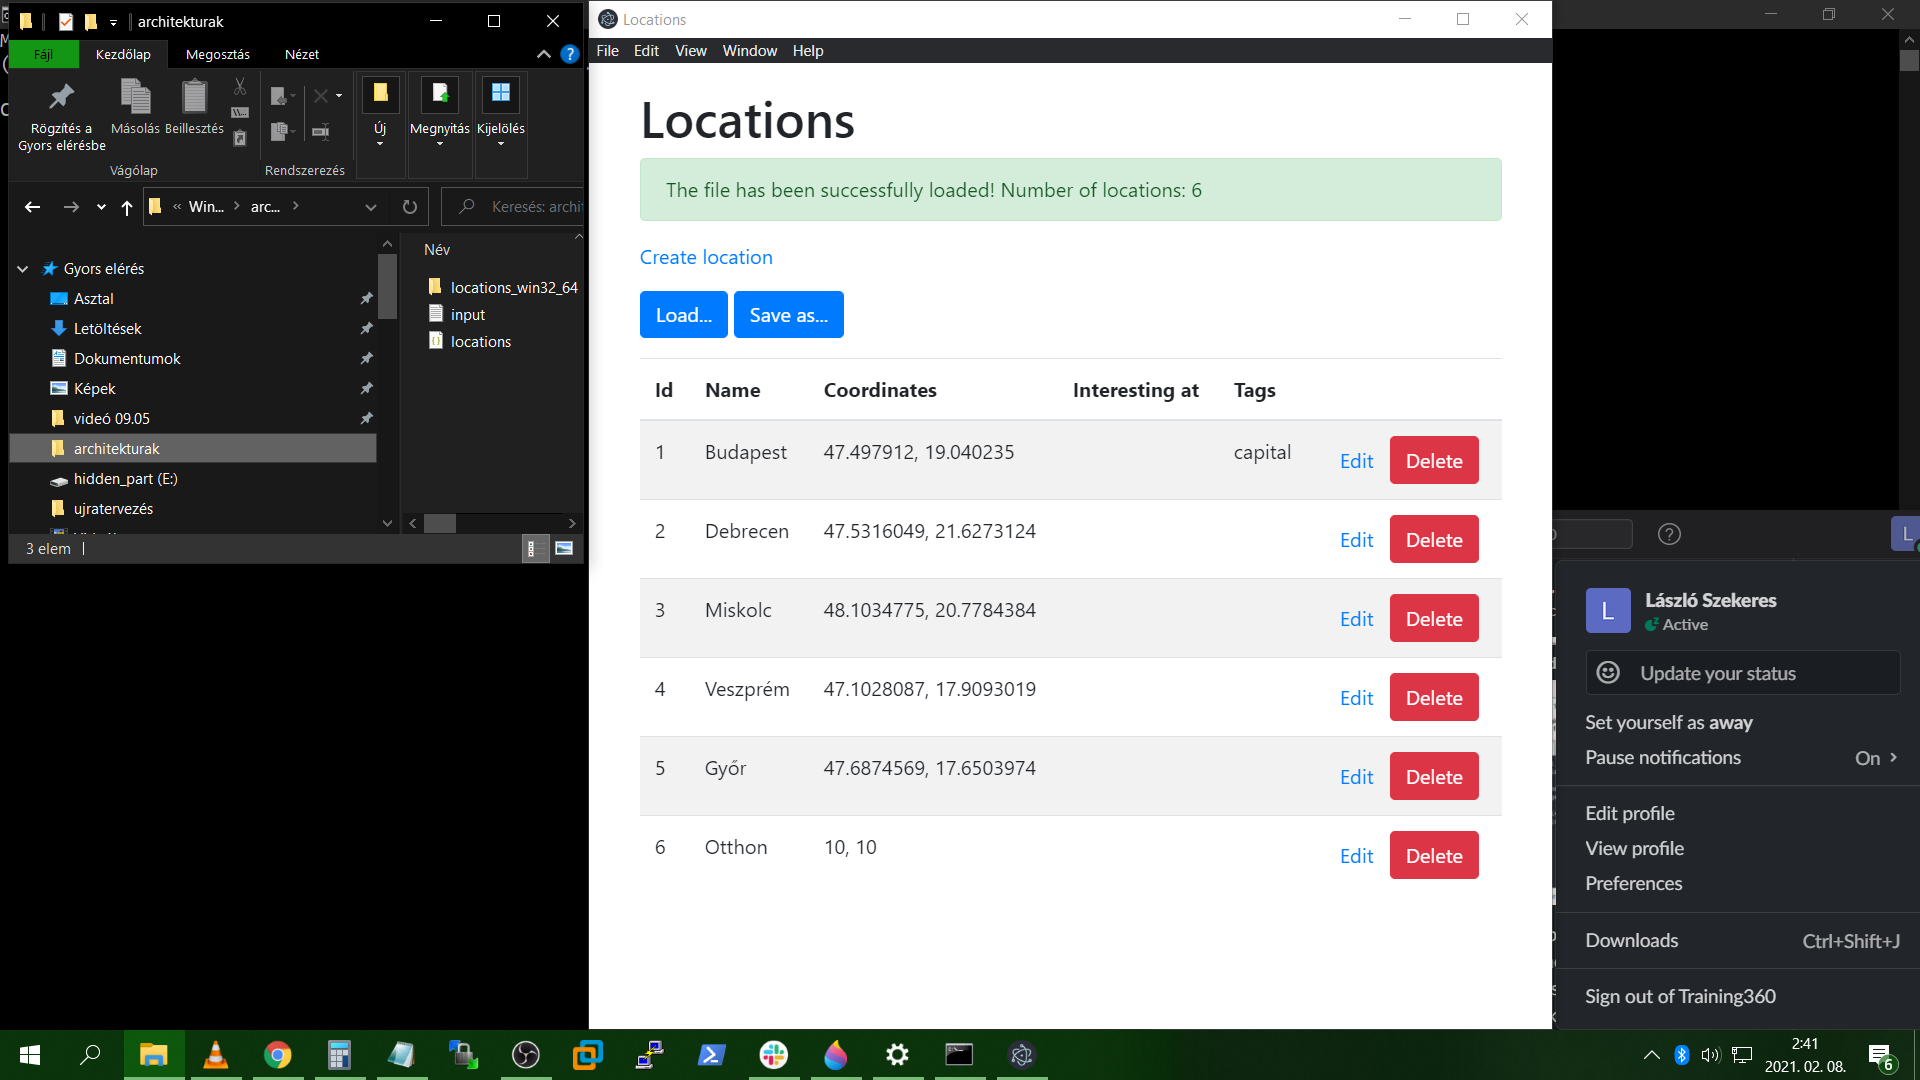 architekturak
Fájl
Kezdőlap
Megosztás
Nézet
Rögzítés a
Gyors elérésbe
Másolás
Beillesztés
Új
Megnyitás
Kijelölés
Vágólap
Rendszerezés
« Win... > arc... >
Keresés: archi
Gyors elérés
Asztal
Letöltések
Dokumentumok
Képek
videó 09.05
architekturak
hidden_part (E:)
ujratervezés
Név
locations_win32_64
input
locations
3 elem
Locations
File Edit View Window Help
Locations
The file has been successfully loaded! Number of locations: 6
Create location
Load... Save as...
Id Name Coordinates Interesting at Tags
1 Budapest 47.497912, 19.040235 capital Edit Delete
2 Debrecen 47.5316049, 21.6273124 Edit Delete
3 Miskolc 48.1034775, 20.7784384 Edit Delete
4 Veszprém 47.1028087, 17.9093019 Edit Delete
5 Győr 47.6874569, 17.6503974 Edit Delete
6 Otthon 10, 10 Edit Delete
L
L
László Szekeres
Active
Update your status
Set yourself as away
Pause notifications On >
Edit profile
View profile
Preferences
Downloads Ctrl+Shift+J
Sign out of Training360
2:41
2021. 02. 08.
6